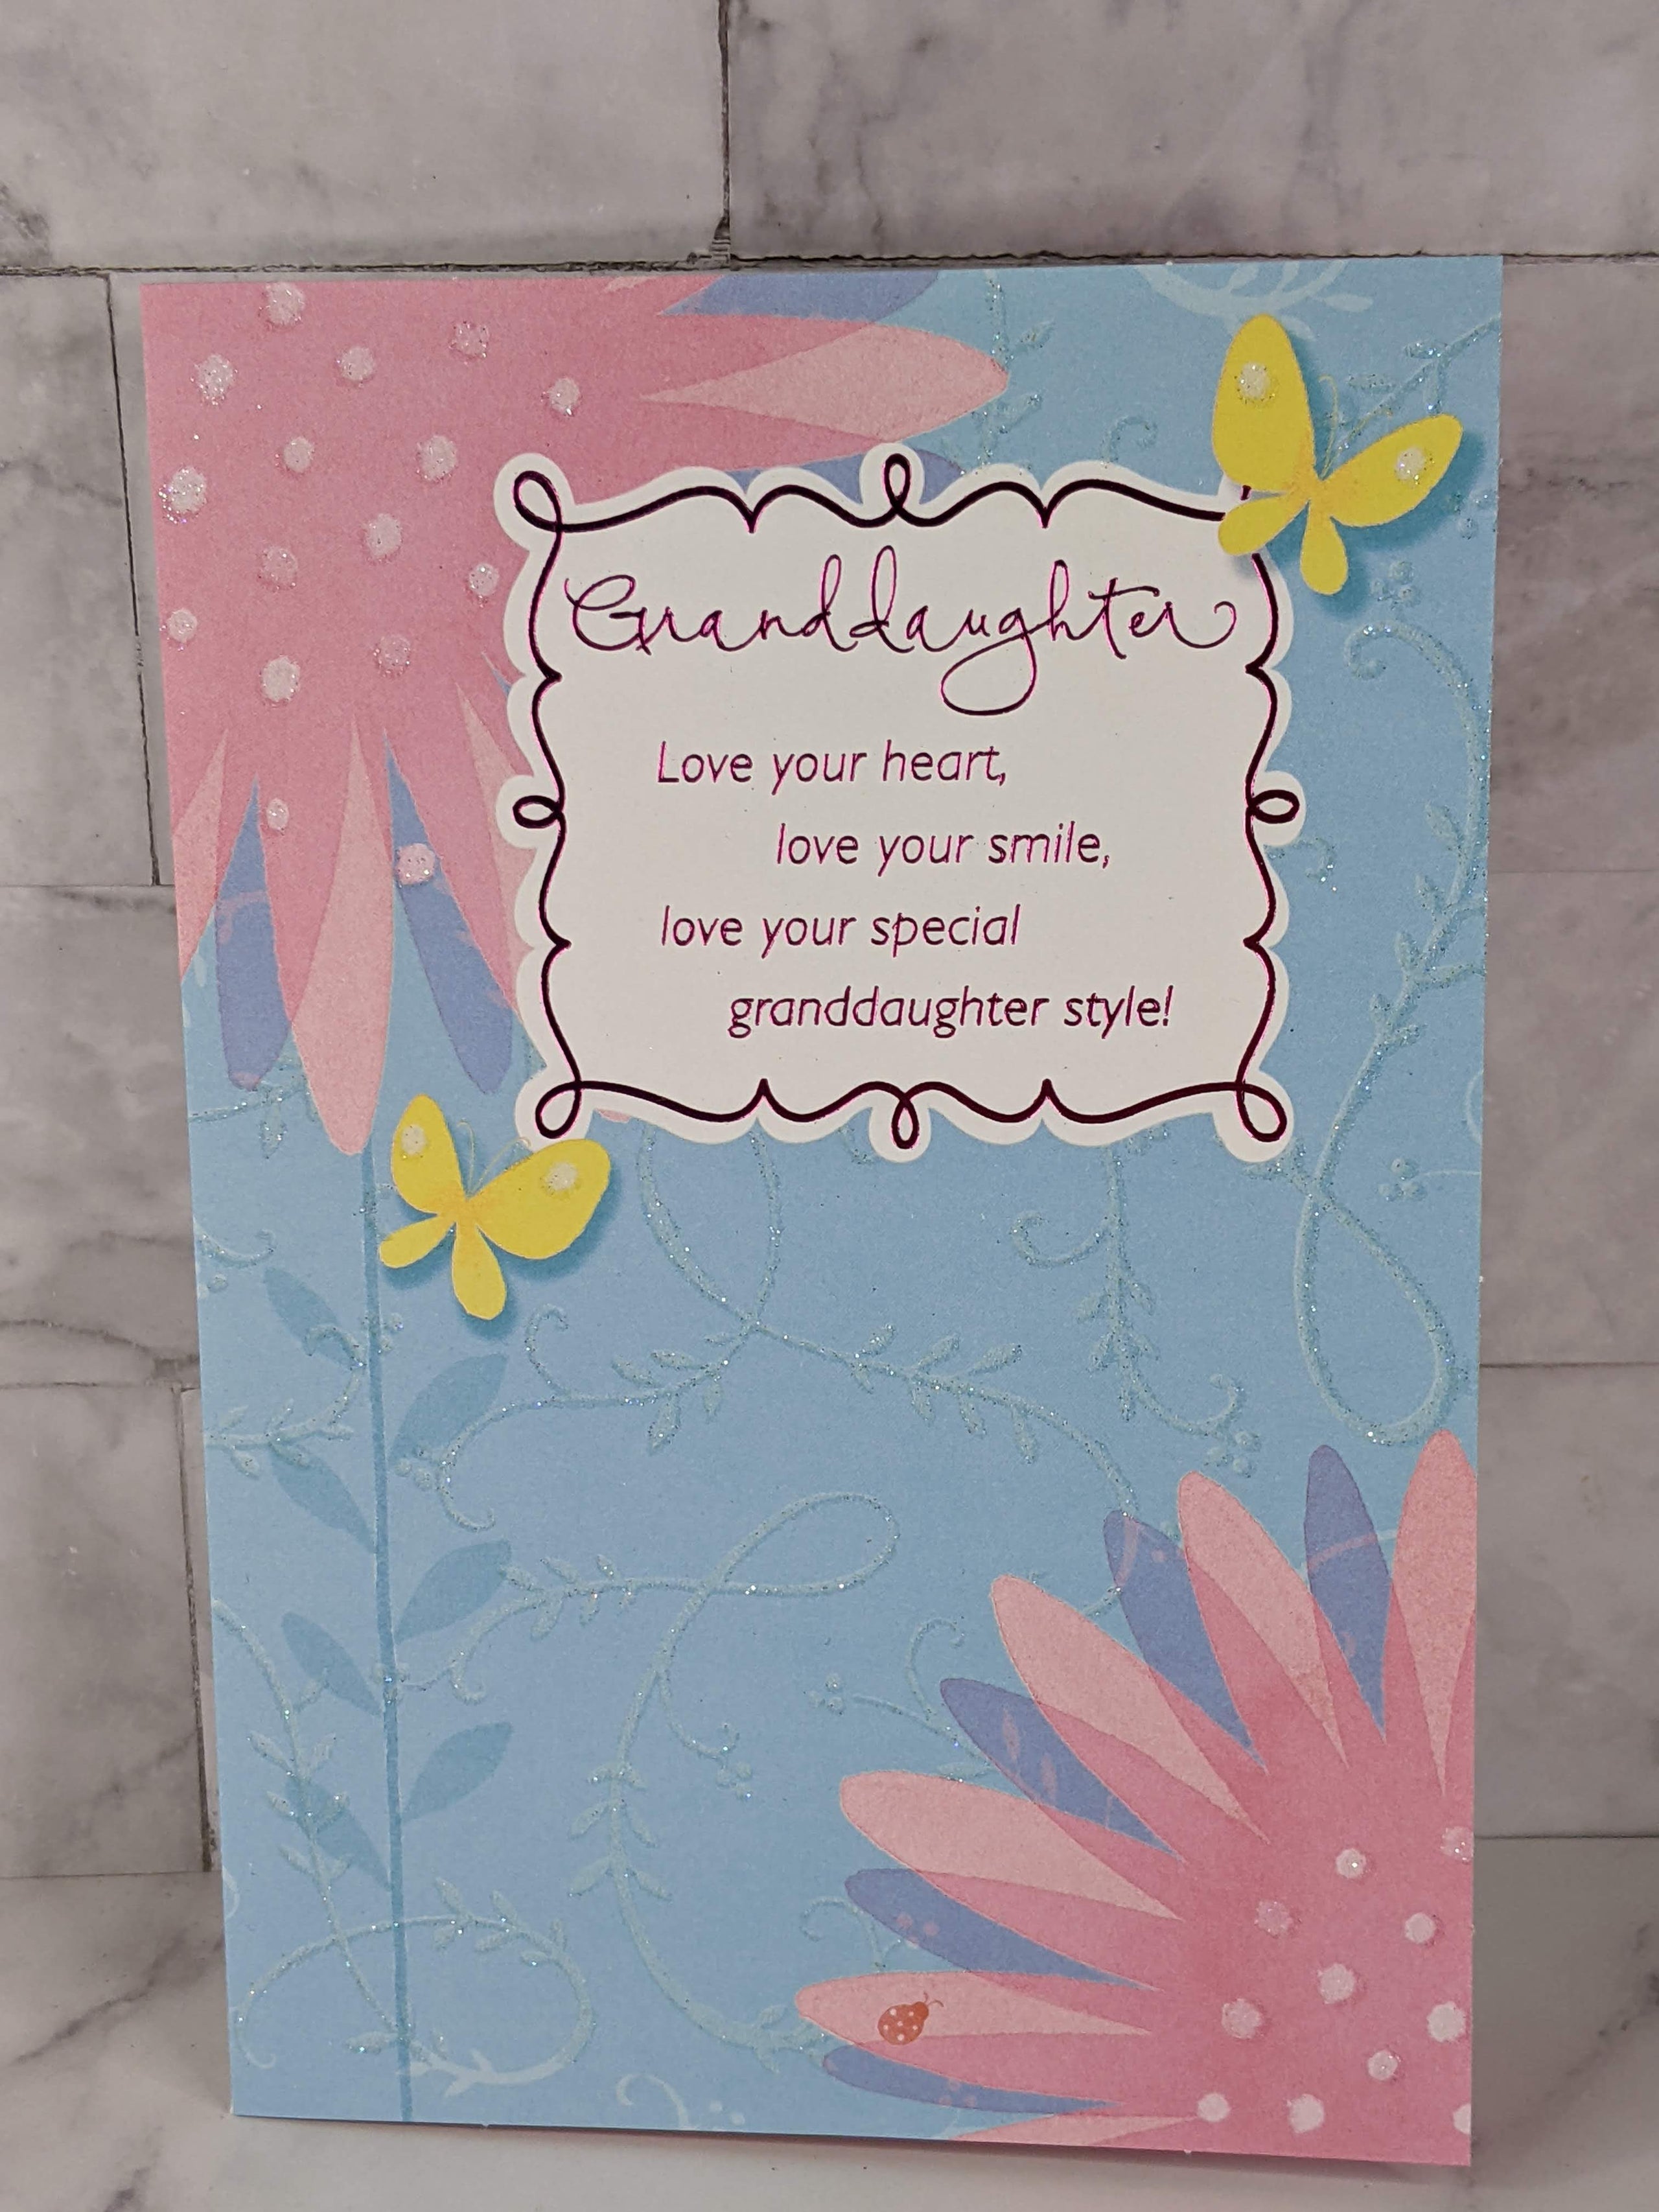 Granddaughter
Love your heart,
love your smile,
love your special
granddaughter style!